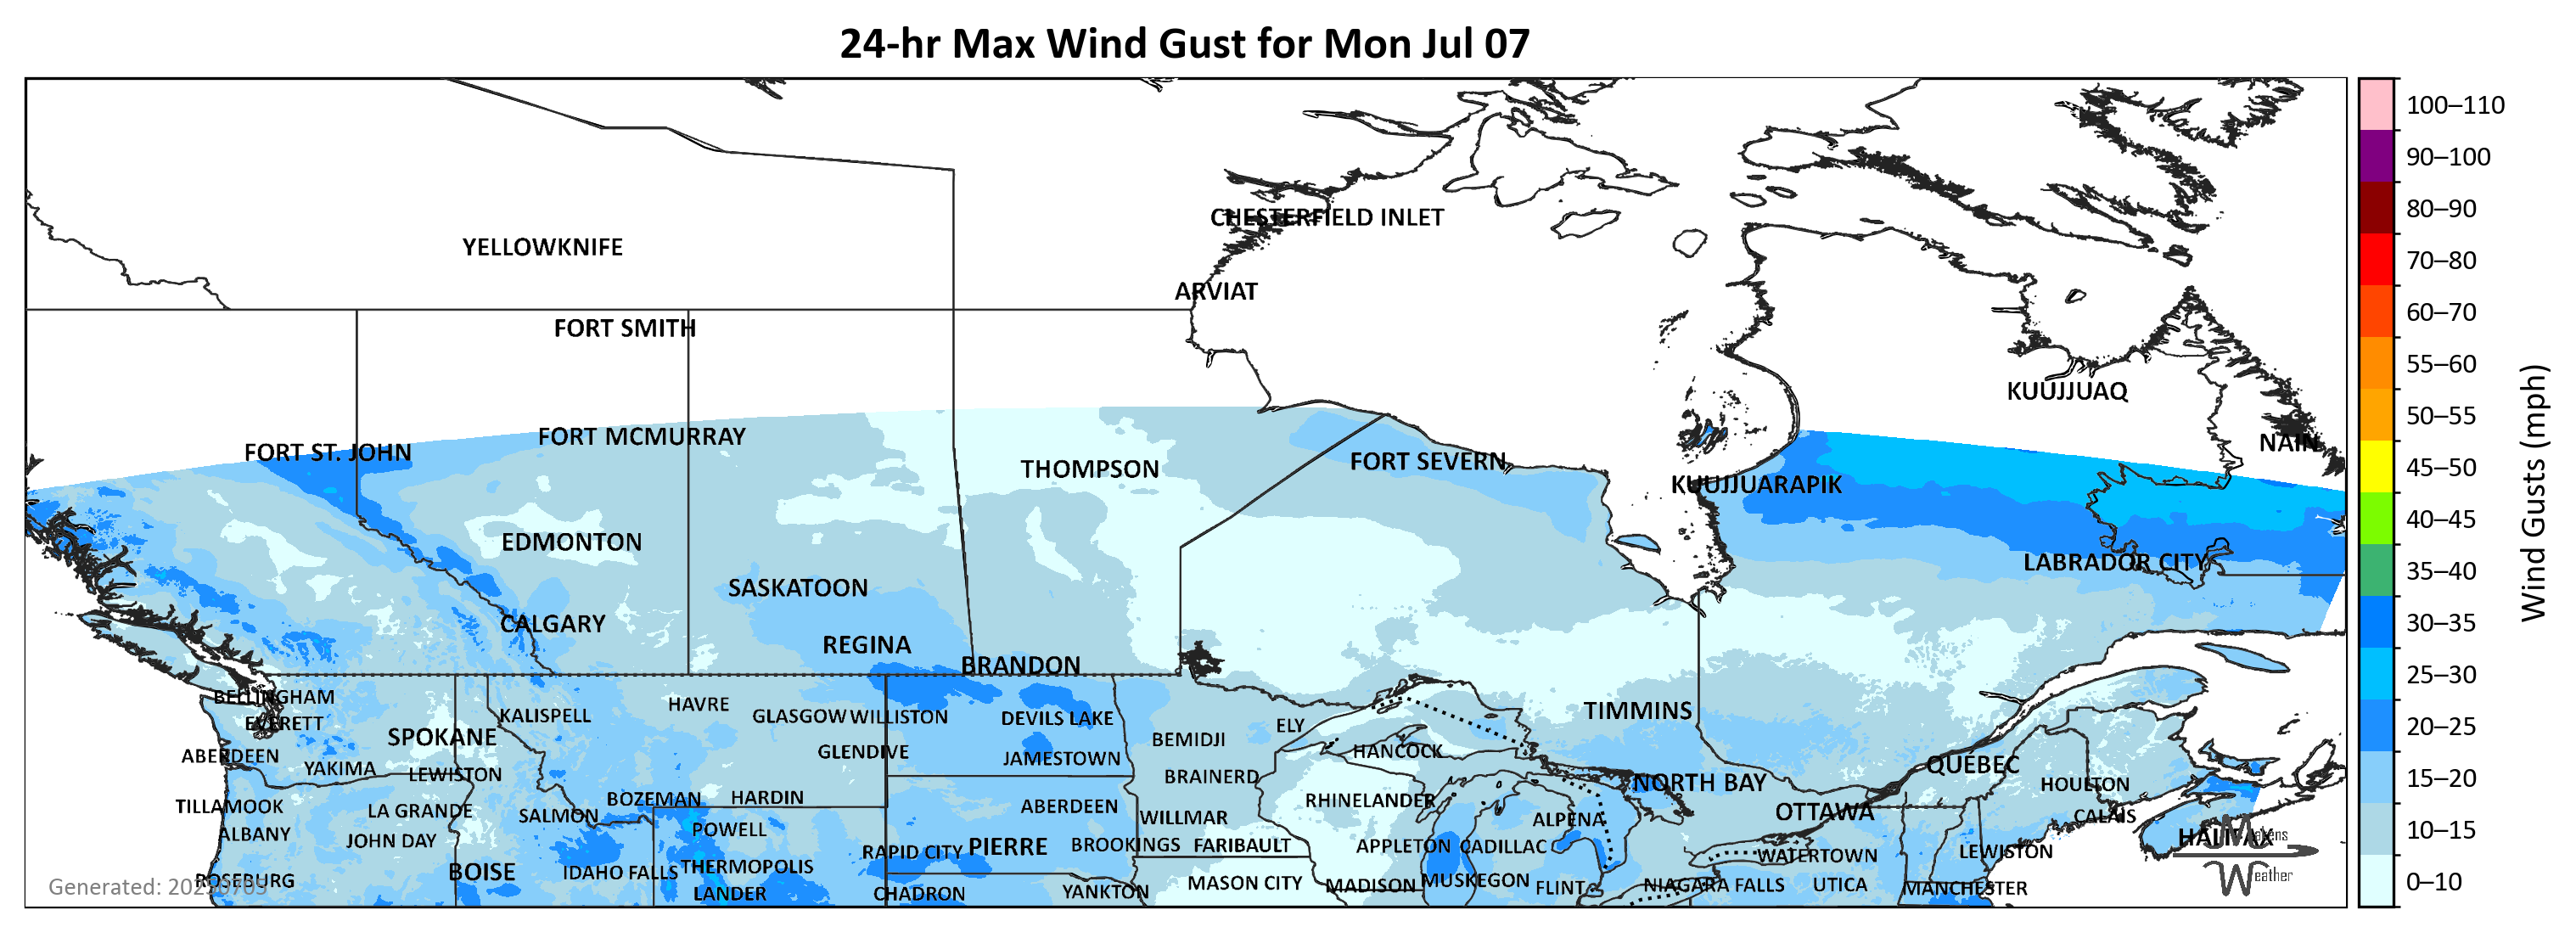 24-hr Max Wind Gust for Mon Jul 07
CHESTERFIELD INLET
YELLOWKNIFE
ARVIAT
FORT SMITH
KUUJJUAQ
FORT MCMURRAY
NAIN
FORT ST. JOHN
FORT SEVERN
THOMPSON
KUUJJUARAPIK
EDMONTON
LABRADOR CITY
SASKATOON
CALGARY
REGINA
BRANDON
BELLINGHAM
HAVRE
TIMMINS
KALISPELL
GLASGOW WILLISTON
DEVILS LAKE
EVERETT
ELY
SPOKANE
BEMIDJI
GLENDIVE
HANCOCK
ABERDEEN
JAMESTOWN
QUÉBEC
YAKIMA
LEWISTON
BRAINERD
NORTH BAY
HOULTON
BOZEMAN
HARDIN
RHINELANDER
TILLAMOOK
ABERDEEN
LA GRANDE
OTTAWA
SALMON
WILLMAR
CALAIS
ALPENA
POWELL
ALBANY
HALIFAX
Makens
JOHN DAY
BROOKINGS
FARIBAULT
APPLETON
CADILLAC
PIERRE
RAPID CITY
LEWISTON
WATERTOWN
THERMOPOLIS
BOISE
IDAHO FALLS
Weather
ROSEBURG
MUSKEGON
MASON CITY
MADISON
NIAGARA FALLS
UTICA
FLINT
MANCHESTER
YANKTON
LANDER
CHADRON
Generated: 20250705
100–110
90–100
80–90
70–80
60–70
55–60
50–55
45–50
40–45
35–40
30–35
25–30
20–25
15–20
10–15
0–10
Wind Gusts (mph)